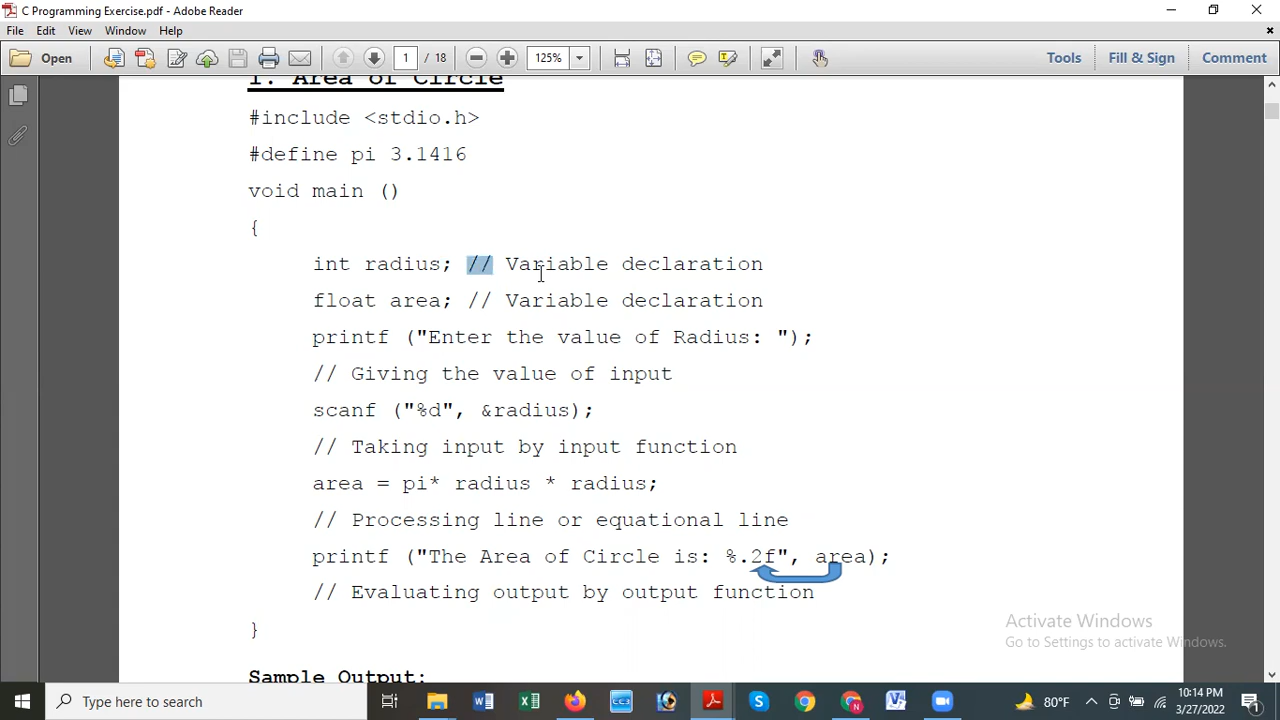 C Programming Exercise.pdf - Adobe Reader
File Edit View Window Help
Open 1 / 18 125% Tools Fill & Sign Comment
1. Area of Circle
#include <stdio.h>
#define pi 3.1416
void main ()
{
int radius; // Variable declaration
float area; // Variable declaration
printf ("Enter the value of Radius: ");
// Giving the value of input
scanf ("%d", &radius);
// Taking input by input function
area = pi* radius * radius;
// Processing line or equational line
printf ("The Area of Circle is: %.2f", area);
// Evaluating output by output function
}
Activate Windows
Go to Settings to activate Windows.
Sample Output:
Type here to search
80°F
10:14 PM
3/27/2022